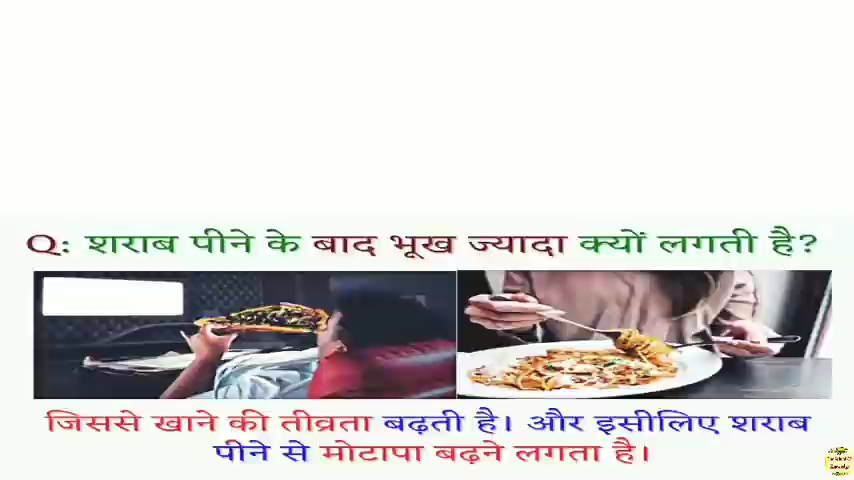 Q: शराब पीने के बाद भूख ज्यादा क्यों लगती है?
जिससे खाने की तीव्रता बढ़ती है। और इसीलिए शराब
पीने से मोटापा बढ़ने लगता है।